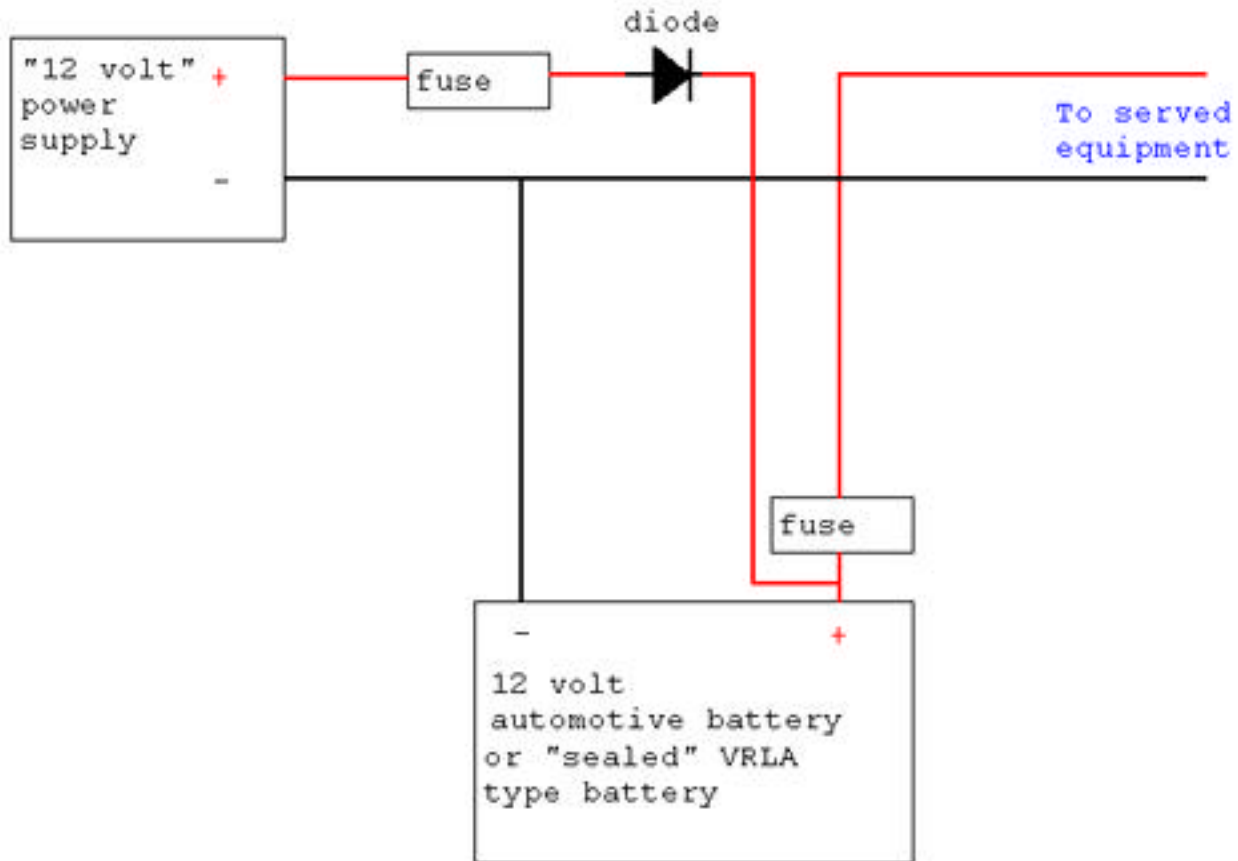 diode
"12 volt" +
power
supply
-
fuse
To served
equipment
fuse
- +
12 volt
automotive battery
or "sealed" VRLA
type battery